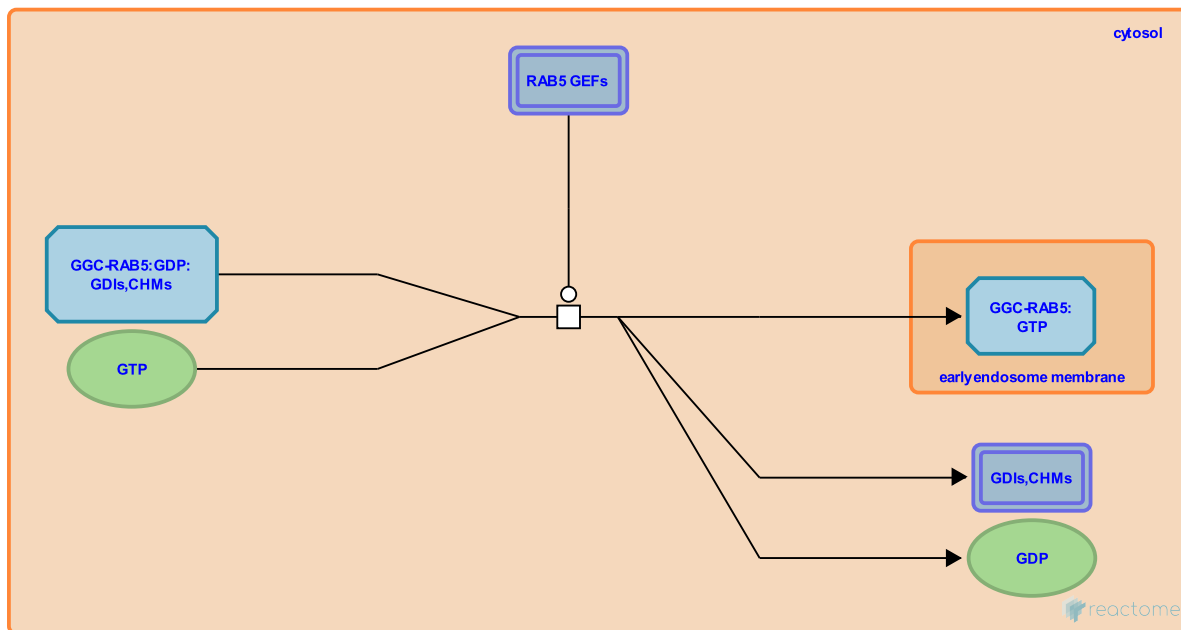 cytosol
RAB5 GEFs
GGC-RAB5:GDP:
GDIs,CHMs
GTP
GGC-RAB5:
GTP
early endosome membrane
GDIs,CHMs
GDP
reactome